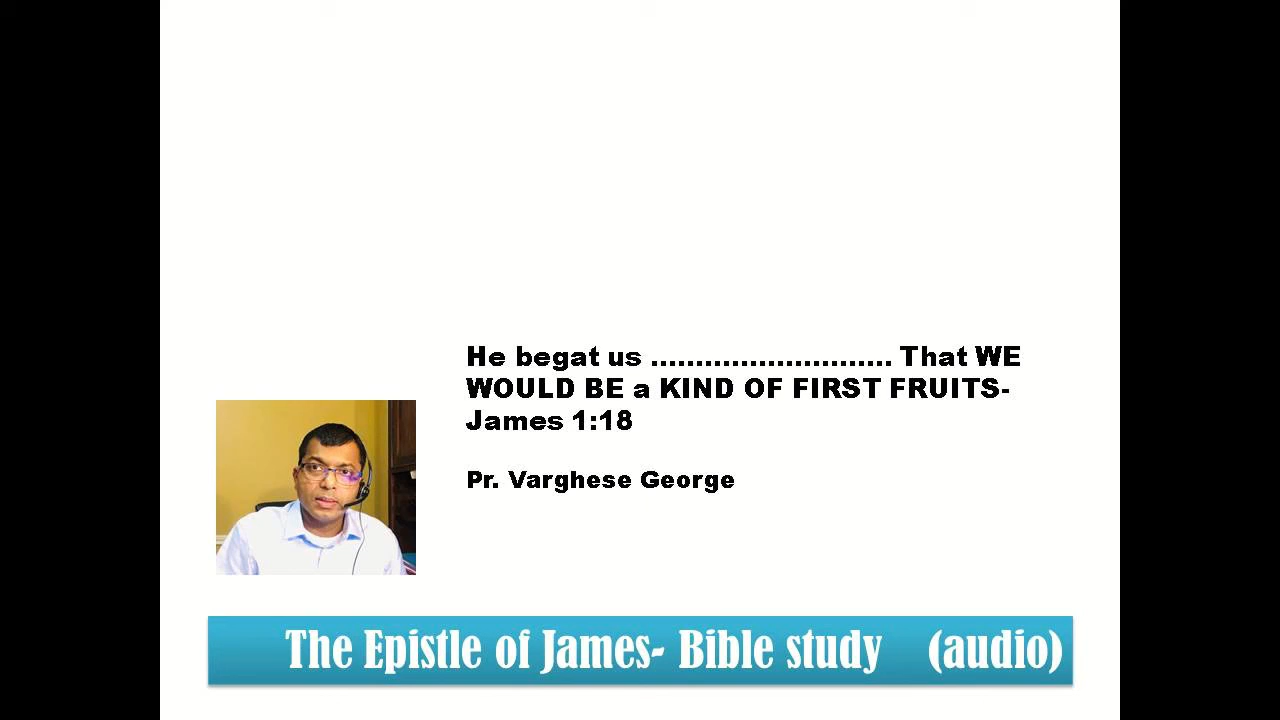 He begat us ........................... That WE
WOULD BE a KIND OF FIRST FRUITS-
James 1:18
Pr. Varghese George
The Epistle of James- Bible study (audio)